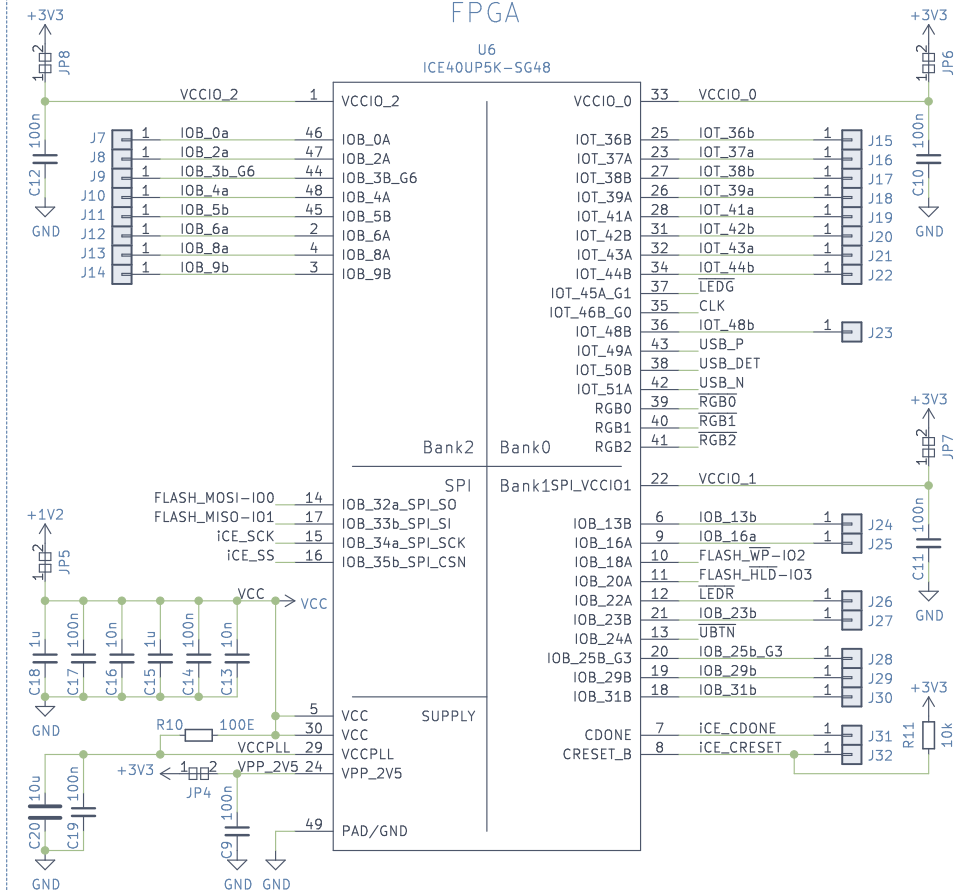 FPGA
U6
ICE40UP5K-SG48
+3V3
JP8
1 2
VCCIO_2 1 VCCIO_2
100n
C12
GND
J7 1 IOB_0a 46 IOB_0A
J8 1 IOB_2a 47 IOB_2A
J9 1 IOB_3b_G6 44 IOB_3B_G6
J10 1 IOB_4a 48 IOB_4A
J11 1 IOB_5b 45 IOB_5B
J12 1 IOB_6a 2 IOB_6A
J13 1 IOB_8a 4 IOB_8A
J14 1 IOB_9b 3 IOB_9B
+3V3
JP6
1 2
VCCIO_0 33 VCCIO_0
100n
C10
GND
IOT_36B 25 IOT_36b 1 J15
IOT_37A 23 IOT_37a 1 J16
IOT_38B 27 IOT_38b 1 J17
IOT_39A 26 IOT_39a 1 J18
IOT_41A 28 IOT_41a 1 J19
IOT_42B 31 IOT_42b 1 J20
IOT_43A 32 IOT_43a 1 J21
IOT_44B 34 IOT_44b 1 J22
IOT_45A_G1 37 LEDG
IOT_46B_G0 35 CLK
IOT_48B 36 IOT_48b 1 J23
IOT_49A 43 USB_P
IOT_50B 38 USB_DET
IOT_51A 42 USB_N
RGB0 39 RGB0
RGB1 40 RGB1
RGB2 41 RGB2
Bank2 Bank0
SPI Bank1
+3V3
JP7
1 2
SPI_VCCIO1 22 VCCIO_1
100n
C11
GND
FLASH_MOSI-IO0 14 IOB_32a_SPI_SO
FLASH_MISO-IO1 17 IOB_33b_SPI_SI
iCE_SCK 15 IOB_34a_SPI_SCK
iCE_SS 16 IOB_35b_SPI_CSN
IOB_13B 6 IOB_13b 1 J24
IOB_16A 9 IOB_16a 1 J25
IOB_18A 10 FLASH_WP-IO2
IOB_20A 11 FLASH_HLD-IO3
IOB_22A 12 LEDR 1 J26
IOB_23B 21 IOB_23b 1 J27
IOB_24A 13 UBTN
IOB_25B_G3 20 IOB_25b_G3 1 J28
IOB_29B 19 IOB_29b 1 J29
IOB_31B 18 IOB_31b 1 J30
CDONE 7 iCE_CDONE 1 J31
CRESET_B 8 iCE_CRESET 1 J32
+3V3
R11
10k
+1V2
JP5
1 2
VCC VCC
1u 100n 10n 1u 100n 10n
C18 C17 C16 C15 C14 C13
GND
SUPPLY
5 VCC
R10 100E 30 VCC
VCCPLL 29 VCCPLL
+3V3 1 2 VPP_2V5 24 VPP_2V5
JP4
10u 100n 100n
C20 C19 C9
49 PAD/GND
GND GND GND